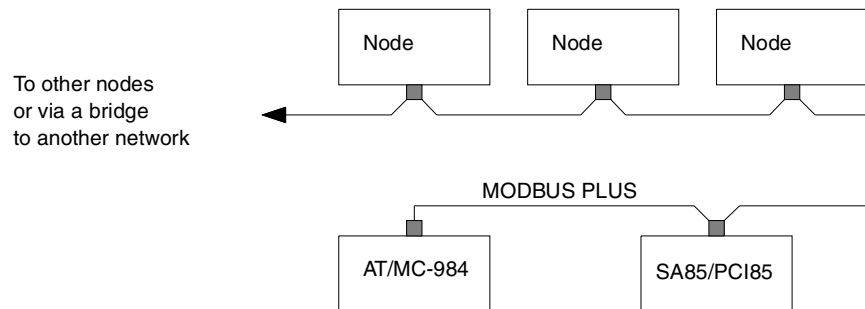 Node
Node
Node
To other nodes
or via a bridge
to another network
MODBUS PLUS
AT/MC-984
SA85/PCI85